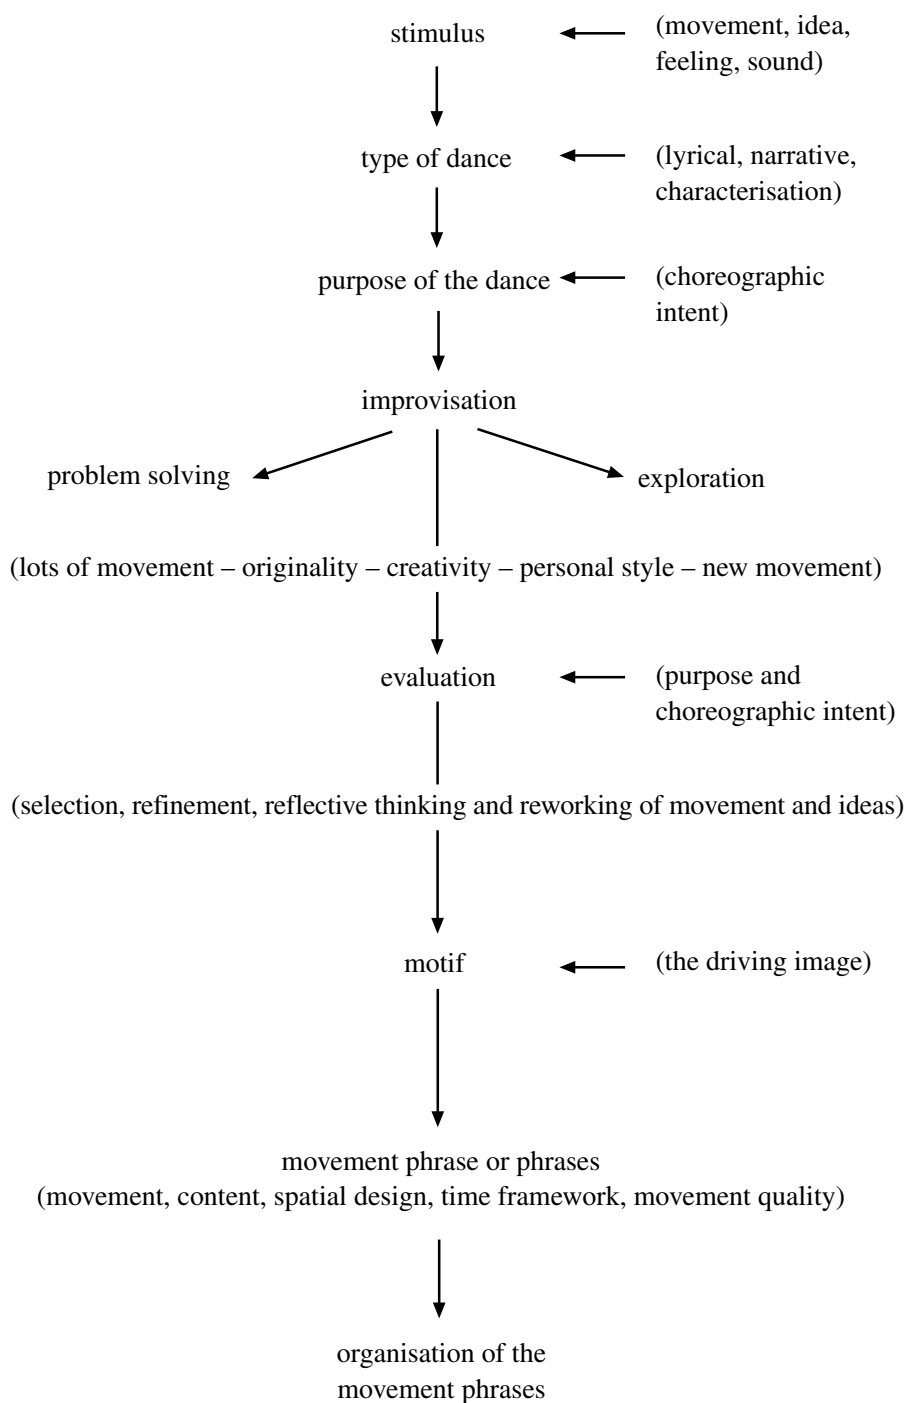 stimulus
(movement, idea,
feeling, sound)
type of dance
(lyrical, narrative,
characterisation)
purpose of the dance
(choreographic
intent)
improvisation
problem solving
exploration
(lots of movement – originality – creativity – personal style – new movement)
evaluation
(purpose and
choreographic intent)
(selection, refinement, reflective thinking and reworking of movement and ideas)
motif
(the driving image)
movement phrase or phrases
(movement, content, spatial design, time framework, movement quality)
organisation of the
movement phrases